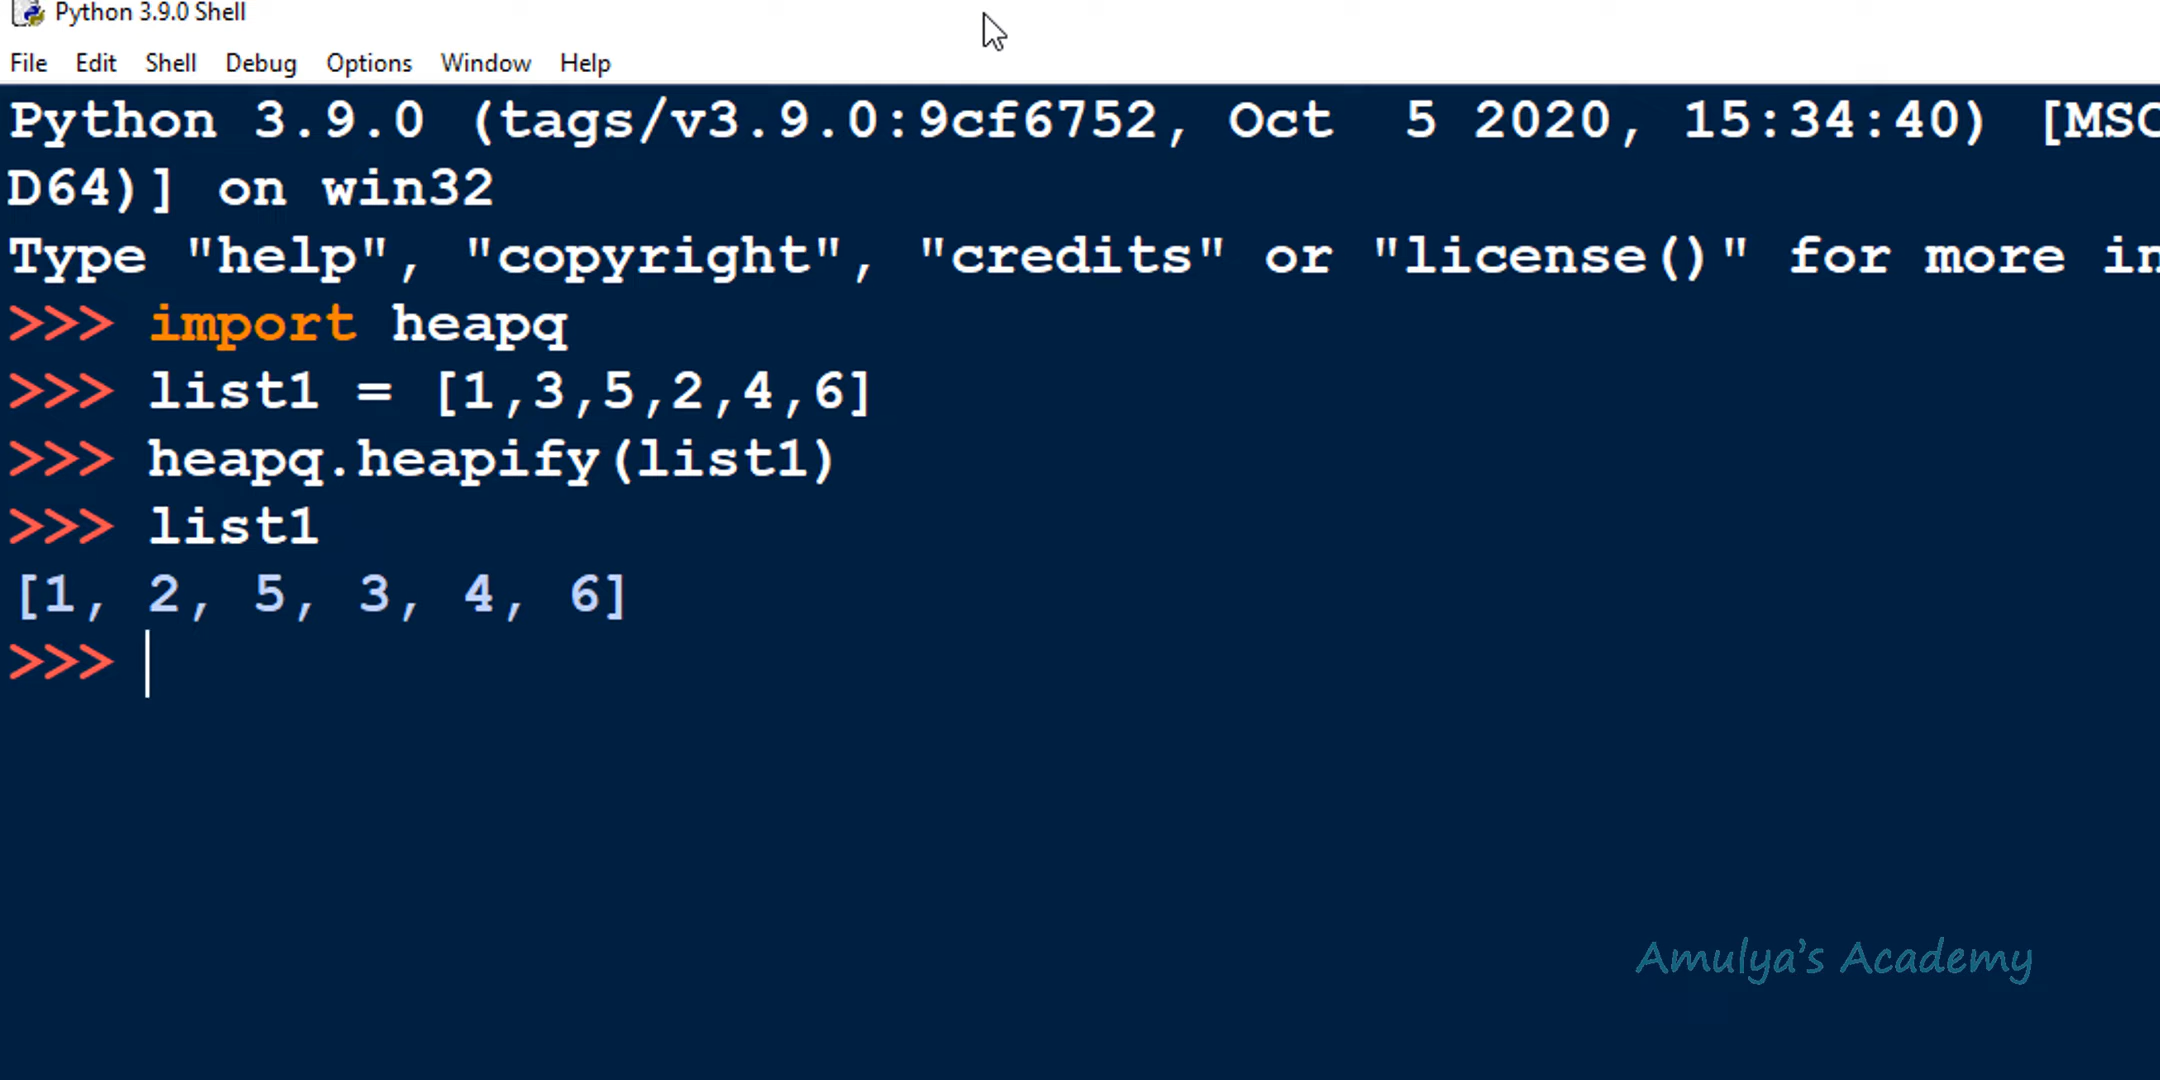 Python 3.9.0 Shell
File Edit Shell Debug Options Window Help
Python 3.9.0 (tags/v3.9.0:9cf6752, Oct  5 2020, 15:34:40) [MSC
D64)] on win32
Type "help", "copyright", "credits" or "license()" for more in
>>> import heapq
>>> list1 = [1,3,5,2,4,6]
>>> heapq.heapify(list1)
>>> list1
[1, 2, 5, 3, 4, 6]
>>>
Amulya's Academy